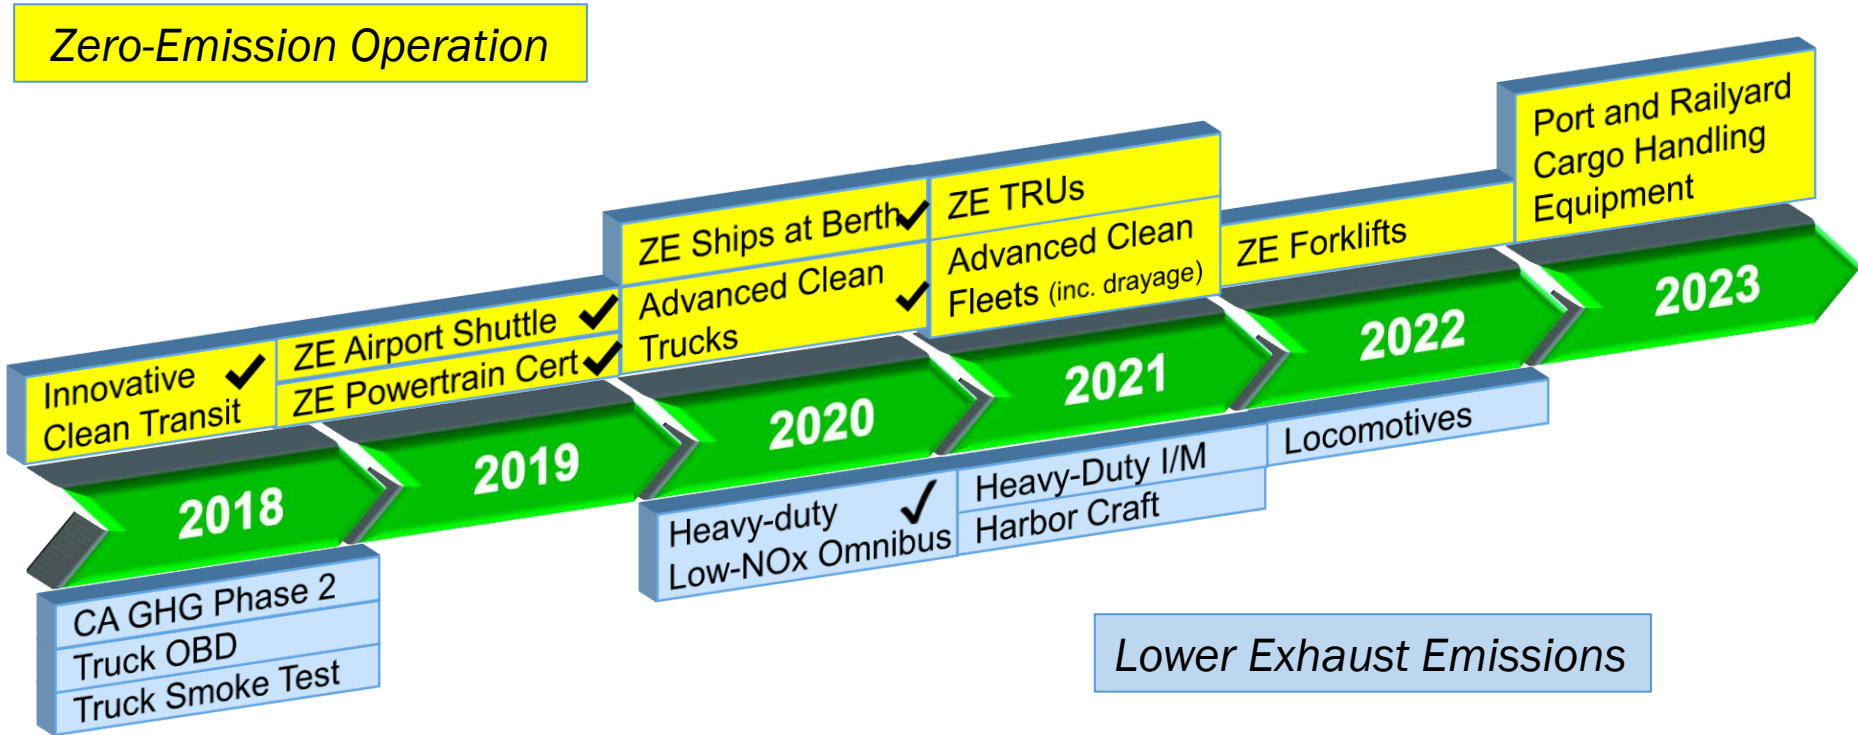 Zero-Emission Operation
Innovative
Clean Transit
ZE Airport Shuttle
ZE Powertrain Cert
ZE Ships at Berth
Advanced Clean
Trucks
ZE TRUs
Advanced Clean
Fleets (inc. drayage)
ZE Forklifts
Port and Railyard
Cargo Handling
Equipment
2018
2019
2020
2021
2022
2023
CA GHG Phase 2
Truck OBD
Truck Smoke Test
Heavy-duty
Low-NOx Omnibus
Heavy-Duty I/M
Harbor Craft
Locomotives
Lower Exhaust Emissions